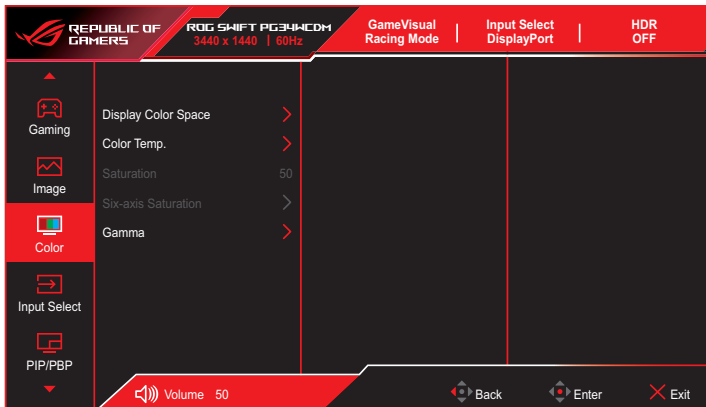 REPUBLIC OF
GAMERS
ROG SWIFT PG34WCDM
3440 x 1440 | 60Hz
GameVisual
Racing Mode
Input Select
DisplayPort
HDR
OFF
Gaming
Image
Color
Input Select
PIP/PBP
Display Color Space
Color Temp.
Saturation 50
Six-axis Saturation
Gamma
Volume 50
Back
Enter
Exit